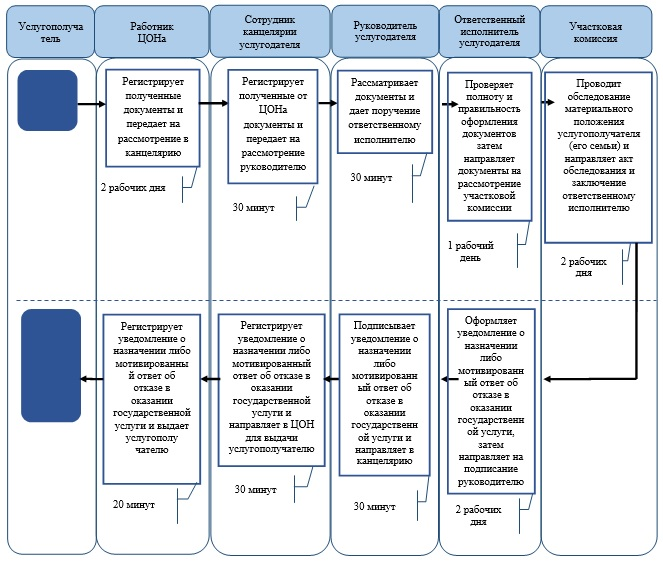 Услугополуча
тель
Работник
ЦОНа
Сотрудник
канцелярии
услугодателя
Руководитель
услугодателя
Ответственный
исполнитель
услугодателя
Участковая
комиссия
Регистрирует
полученные
документы и
передает на
рассмотрение в
канцелярию
2 рабочих дня
Регистрирует
полученные от
ЦОНа
документы и
передает на
рассмотрение
руководителю
30 минут
Рассматривает
документы и
дает поручение
ответственному
исполнителю
30 минут
Проверяет
полноту и
правильность
оформления
документов
затем
направляет
документы на
рассмотрение
участковой
комиссии
1 рабочий
день
Проводит
обследование
материального
положения
услугополучателя
(его семьи) и
направляет акт
обследования и
заключение
ответственному
исполнителю
2 рабочих
дня
Регистрирует
уведомление о
назначении либо
мотивированны
й ответ об
отказе в
оказании
государственной
услуги и выдает
услугополу
чателю
20 минут
Регистрирует
уведомление о
назначении либо
мотивированный
ответ об отказе в
оказании
государственной
услуги и
направляет в ЦОН
для выдачи
услугополучателю
30 минут
Подписывает
уведомление о
назначении
либо
мотивированн
ый ответ об
отказе в
оказании
государственн
ой услуги и
направляет в
канцелярию
30 минут
Оформляет
уведомление о
назначении
либо
мотивированн
ый ответ об
отказе в
оказании
государственн
ой услуги,
затем
направляет на
подписание
руководителю
2 рабочих
дня